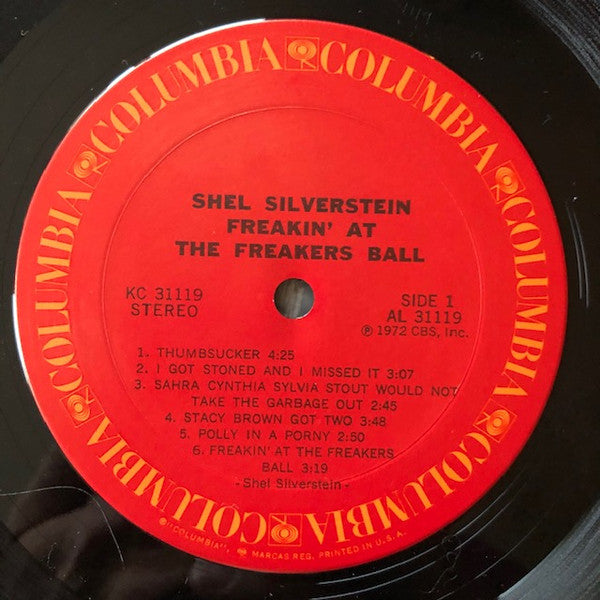 COLUMBIA COLUMBIA COLUMBIA COLUMBIA COLUMBIA COLUMBIA
SHEL SILVERSTEIN
FREAKIN' AT
THE FREAKERS BALL
KC 31119
STEREO
SIDE 1
AL 31119
℗ 1972 CBS, Inc.
1. THUMBSUCKER 4:25
2. I GOT STONED AND I MISSED IT 3:07
3. SAHRA CYNTHIA SYLVIA STOUT WOULD NOT
TAKE THE GARBAGE OUT 2:45
4. STACY BROWN GOT TWO 3:48
5. POLLY IN A PORNY 2:50
6. FREAKIN' AT THE FREAKERS
BALL 3:19
-Shel Silverstein-
"COLUMBIA", MARCAS REG. PRINTED IN U.S.A.